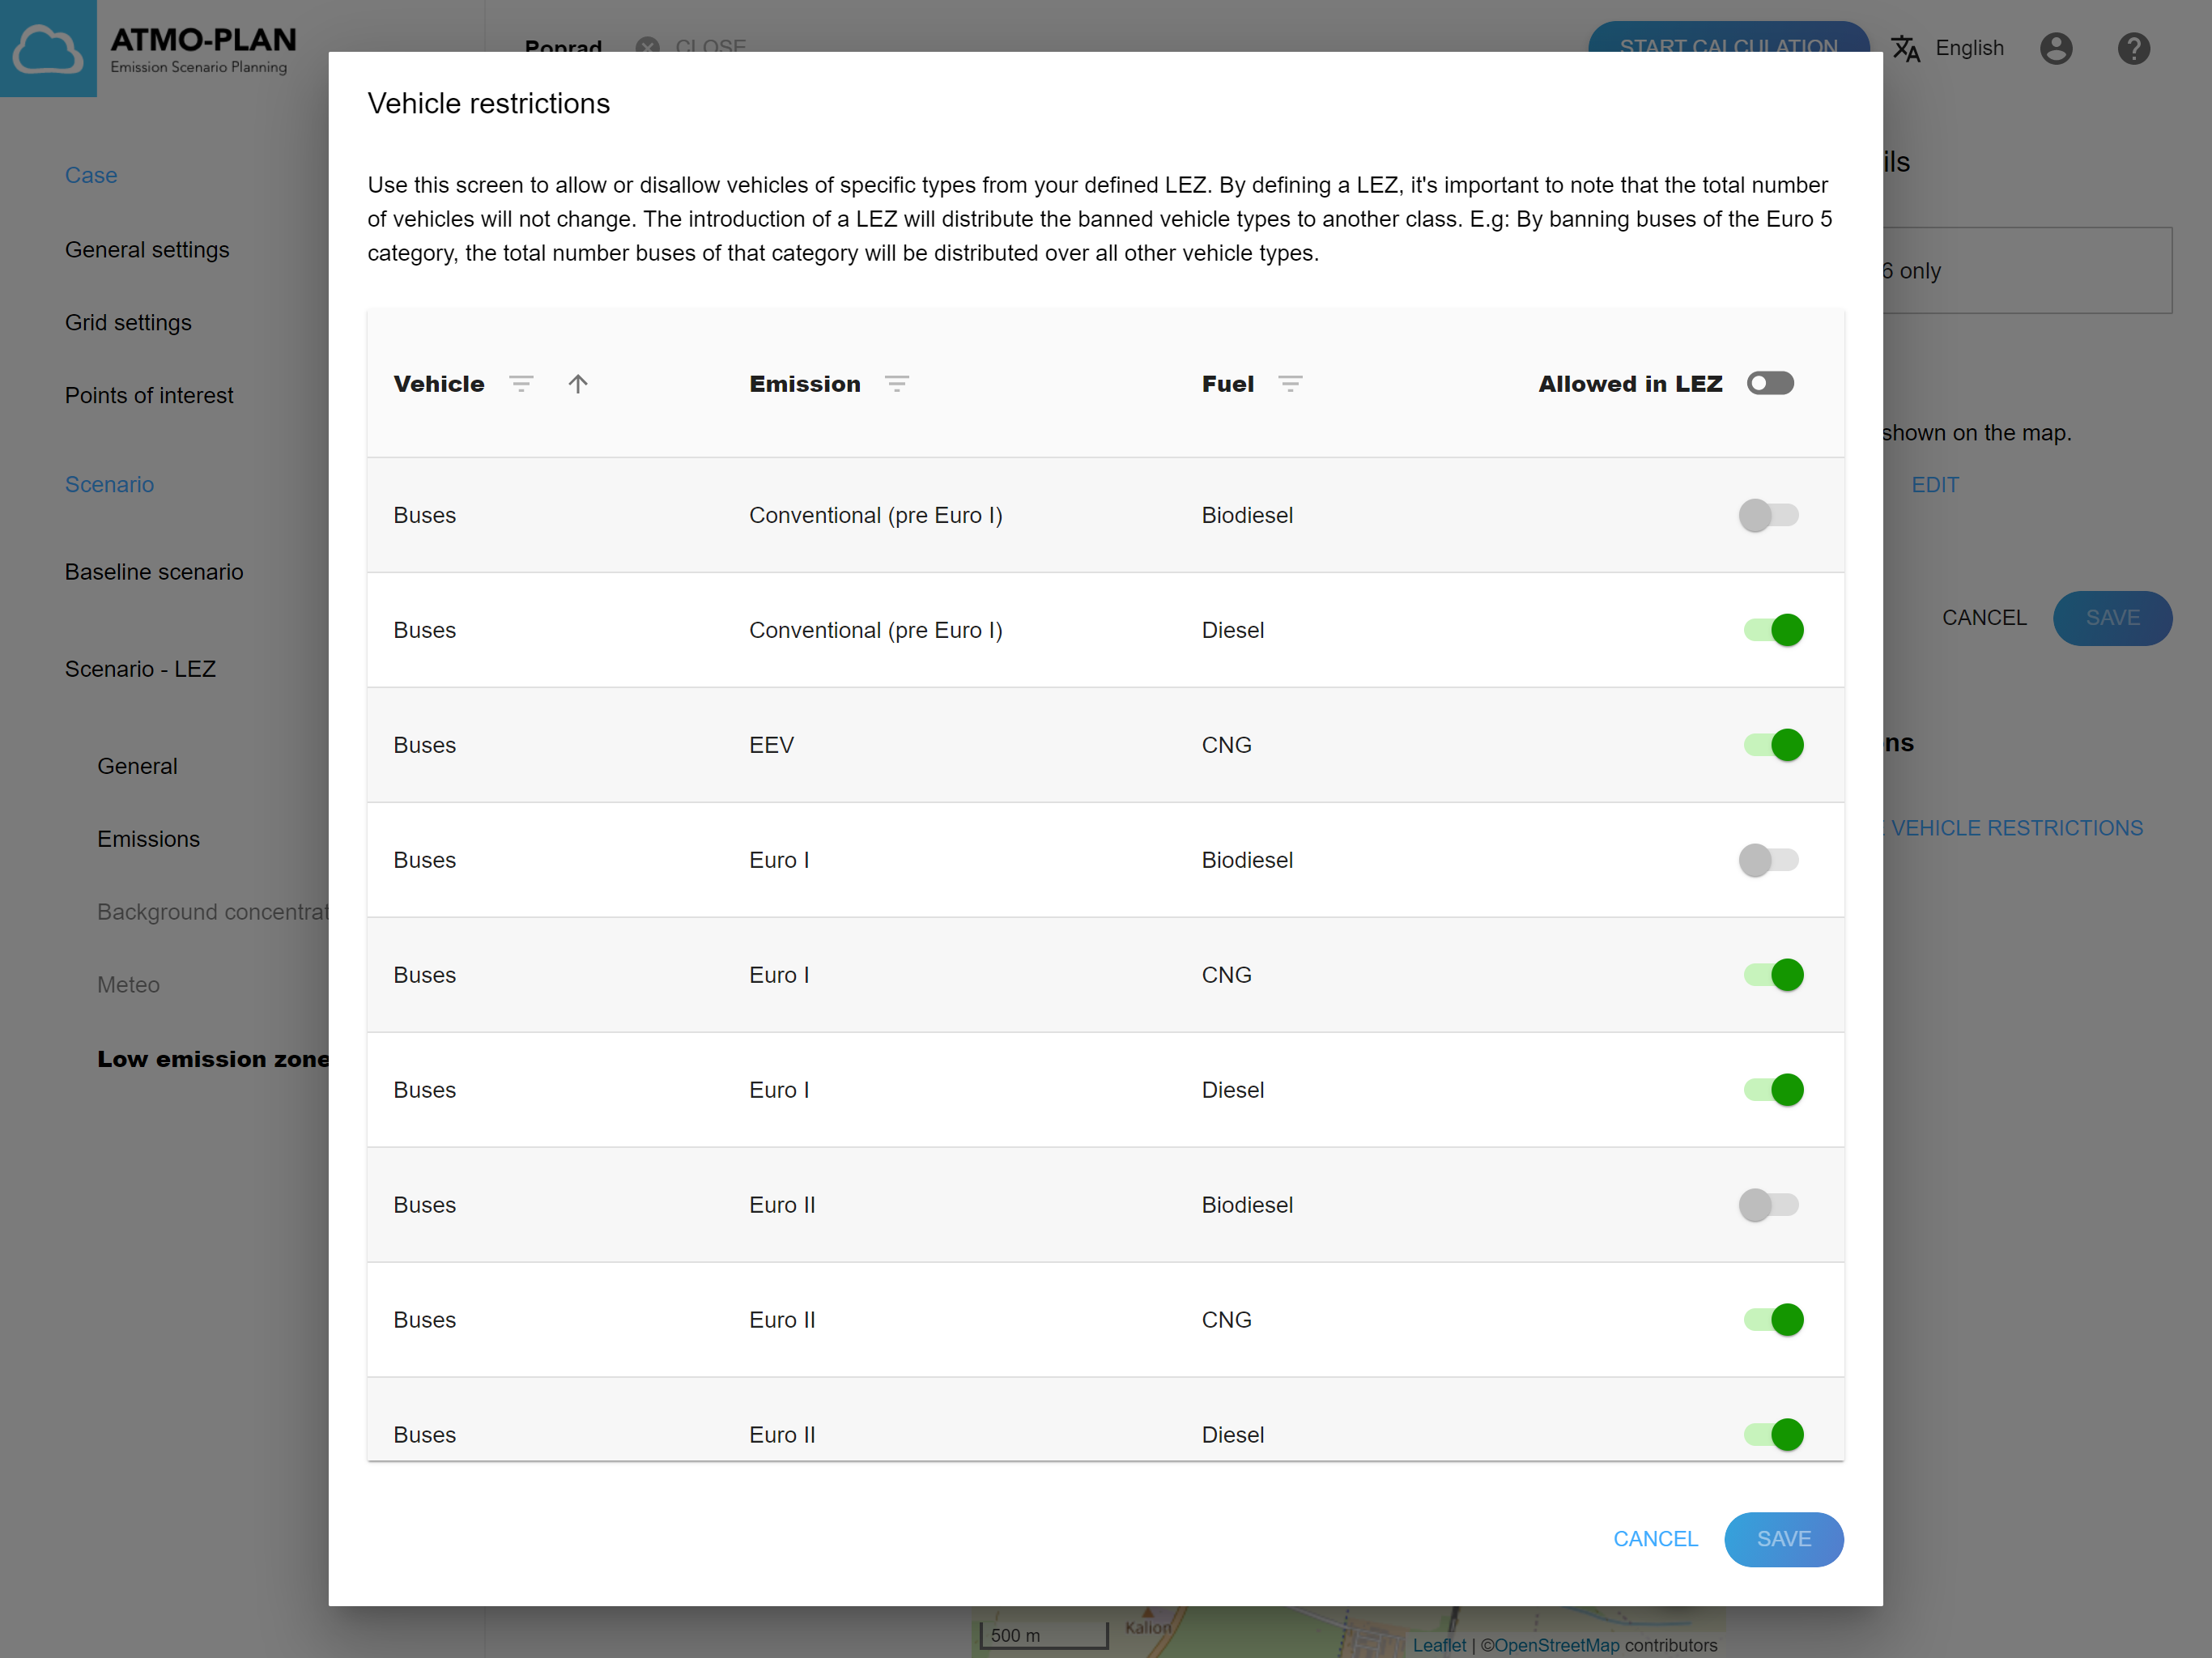 ATMO-PLAN
Emission Scenario Planning
Poprad CLOSE
START CALCULATION
English
Case
General settings
Grid settings
Points of interest
Scenario
Baseline scenario
Scenario - LEZ
General
Emissions
Background concentrat
Meteo
Low emission zone
Vehicle restrictions
Use this screen to allow or disallow vehicles of specific types from your defined LEZ. By defining a LEZ, it's important to note that the total number
of vehicles will not change. The introduction of a LEZ will distribute the banned vehicle types to another class. E.g: By banning buses of the Euro 5
category, the total number buses of that category will be distributed over all other vehicle types.
Vehicle Emission Fuel Allowed in LEZ
Buses Conventional (pre Euro I) Biodiesel
Buses Conventional (pre Euro I) Diesel
Buses EEV CNG
Buses Euro I Biodiesel
Buses Euro I CNG
Buses Euro I Diesel
Buses Euro II Biodiesel
Buses Euro II CNG
Buses Euro II Diesel
CANCEL SAVE
ils
6 only
shown on the map.
EDIT
CANCEL SAVE
ns
VEHICLE RESTRICTIONS
500 m
Kalion
Leaflet | ©OpenStreetMap contributors